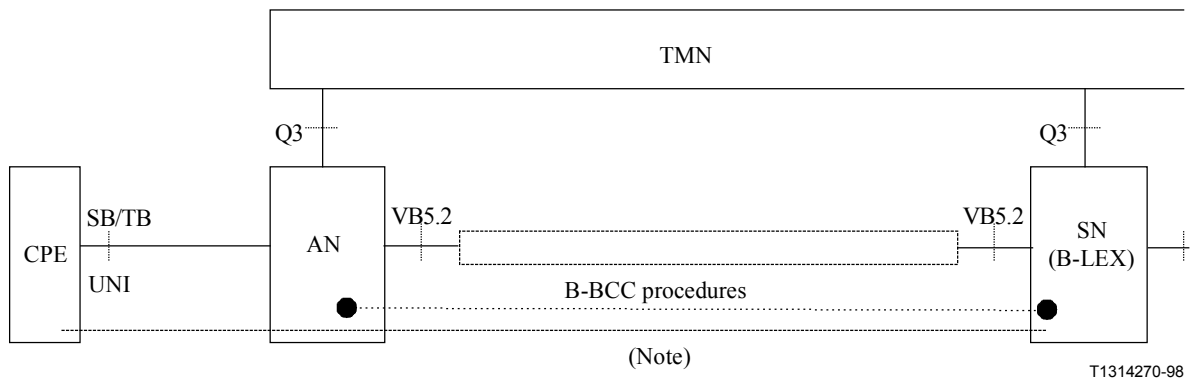 TMN
Q3
Q3
SB/TB
VB5.2
VB5.2
CPE
AN
SN
(B-LEX)
UNI
B-BCC procedures
(Note)
T1314270-98